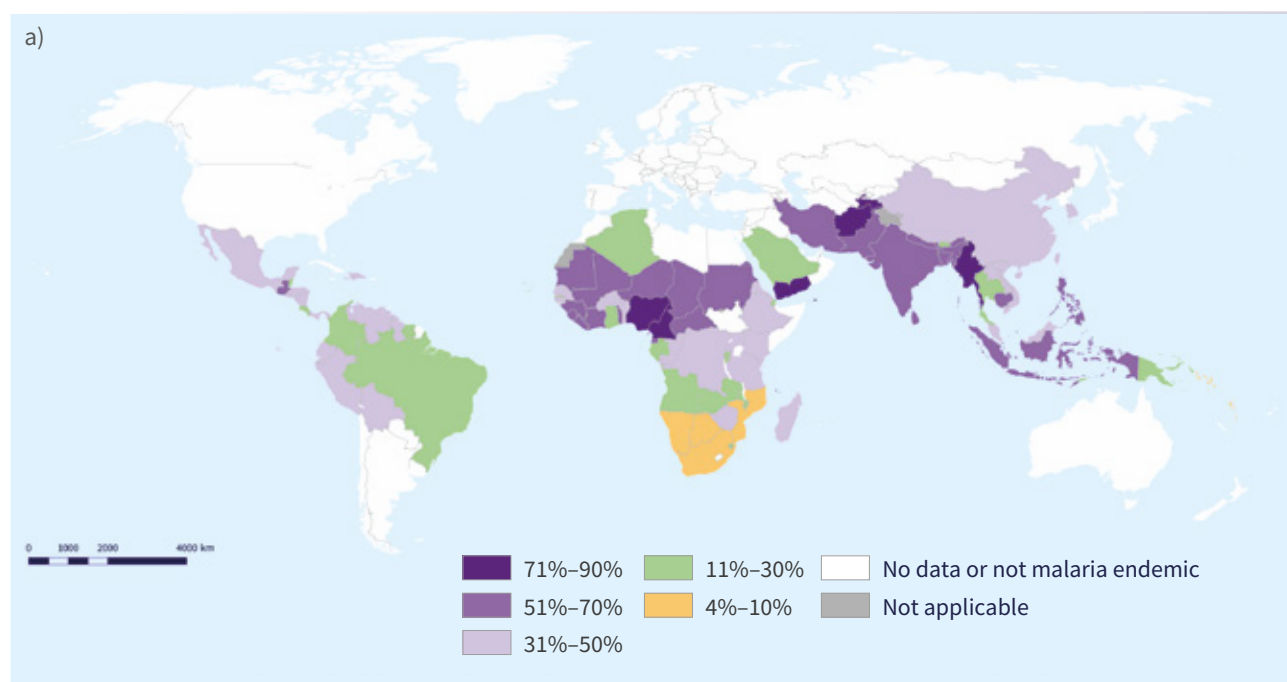 a)
0 1000 2000 4000 km
71%–90% 11%–30% No data or not malaria endemic
51%–70% 4%–10% Not applicable
31%–50%